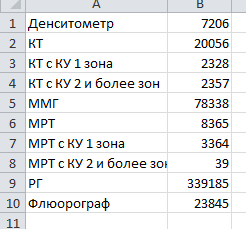 A B
1 Денситометр 7206
2 КТ 20056
3 КТ с КУ 1 зона 2328
4 КТ с КУ 2 и более зон 2357
5 ММГ 78338
6 МРТ 8365
7 МРТ с КУ 1 зона 3364
8 МРТ с КУ 2 и более зон 39
9 РГ 339185
10 Флюорограф 23845
11